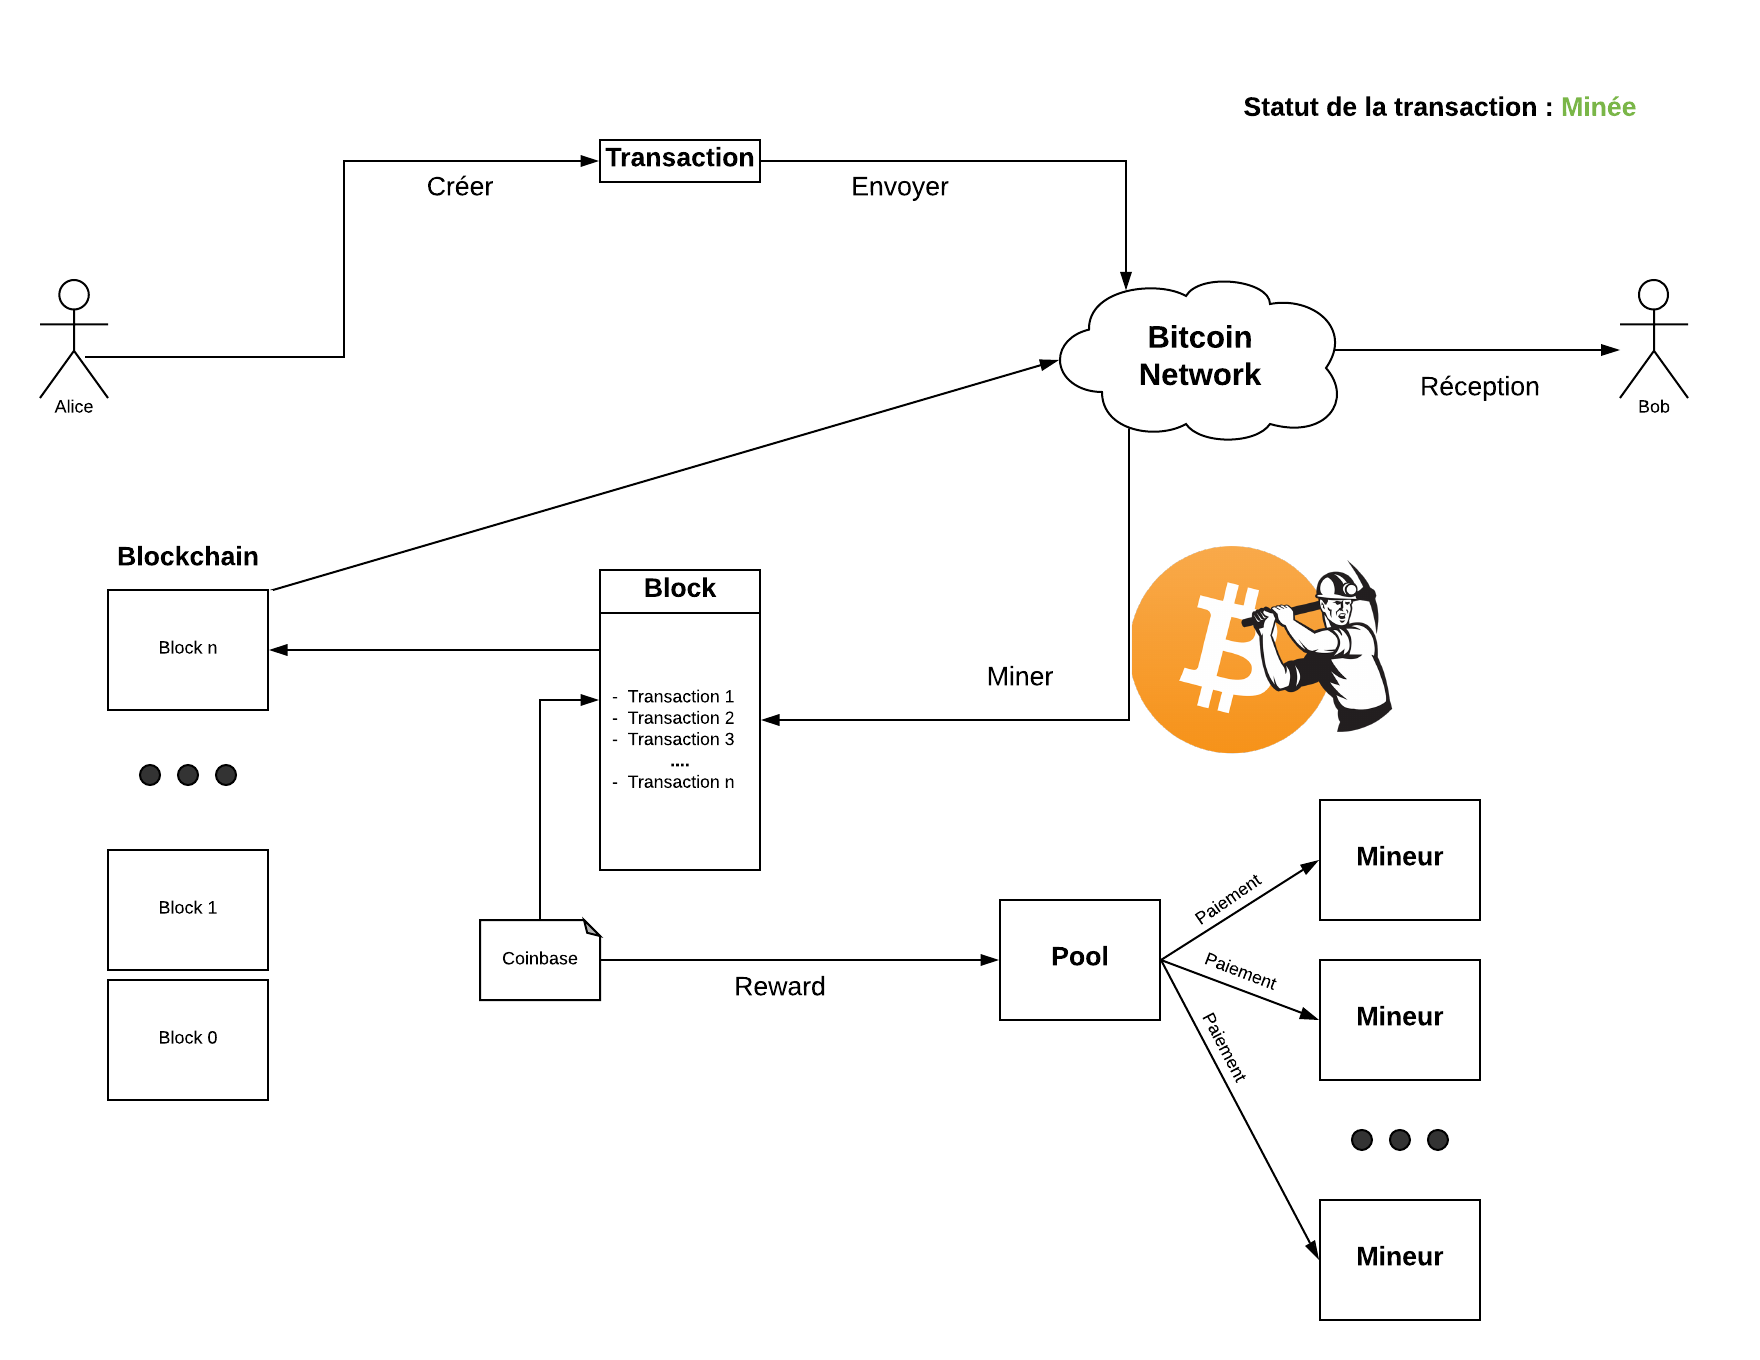 Statut de la transaction : Minée
Transaction
Créer
Envoyer
Bitcoin
Network
Réception
Alice
Bob
Blockchain
Block n
Block
- Transaction 1
- Transaction 2
- Transaction 3
....
- Transaction n
Miner
Block 1
Block 0
Coinbase
Reward
Pool
Paiement
Paiement
Paiement
Mineur
Mineur
Mineur